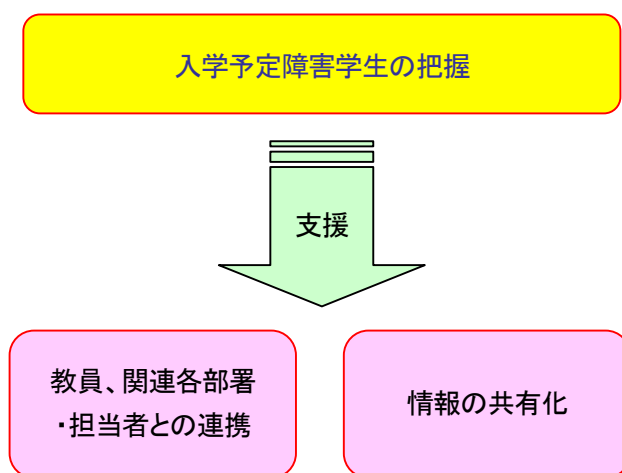 入学予定障害学生の把握
支援
教員、関連各部署
・担当者との連携
情報の共有化